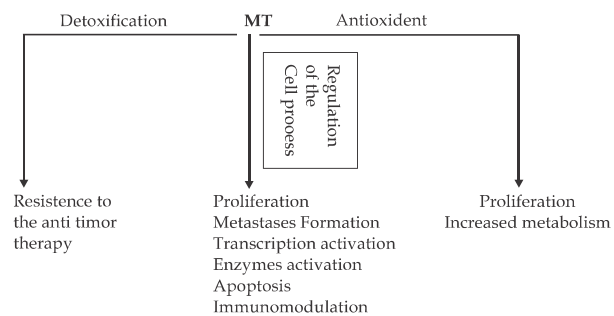 Detoxification MT Antioxident
Regulation
of the
Cell prooess
Resistence to
the anti timor
therapy
Proliferation
Metastases Formation
Transcription activation
Enzymes activation
Apoptosis
Immunomodulation
Proliferation
Increased metabolism